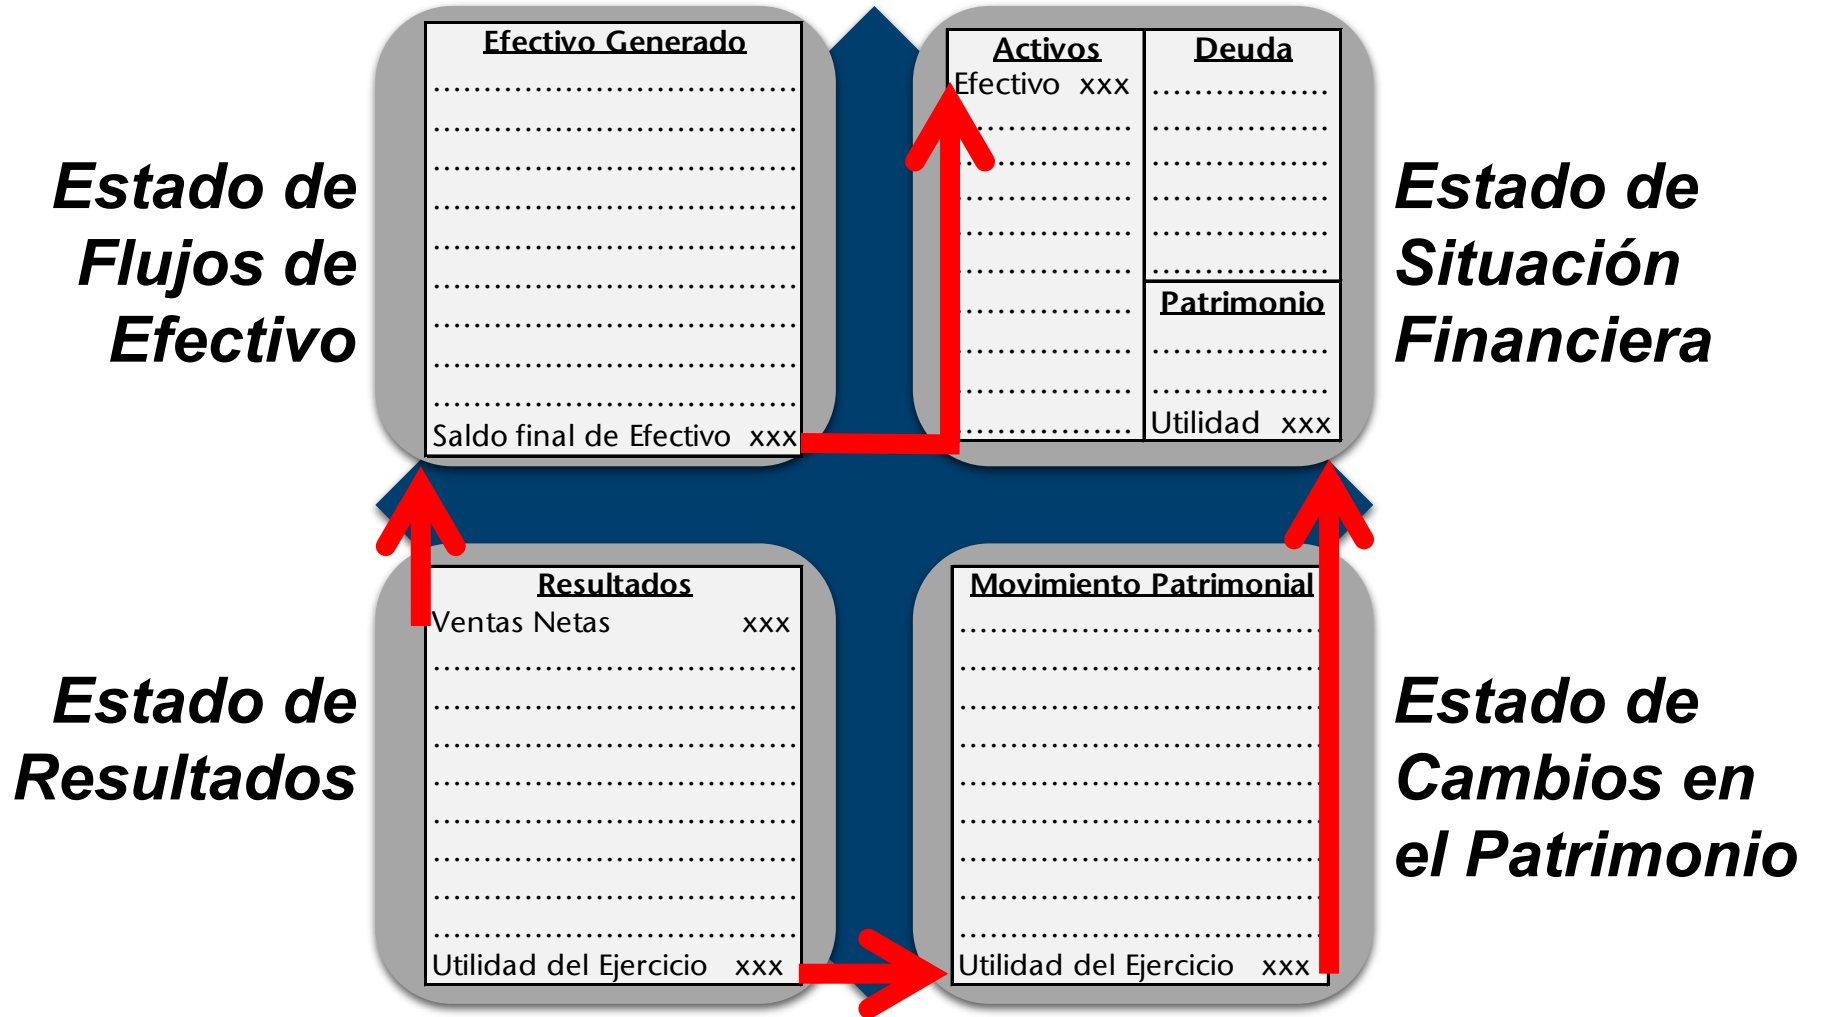 Estado de
Flujos de
Efectivo
Efectivo Generado
....................................
....................................
....................................
....................................
....................................
....................................
....................................
....................................
....................................
Saldo final de Efectivo xxx
Activos
Efectivo xxx
.................
.................
.................
.................
.................
.................
.................
.................
.................
Deuda
.................
.................
.................
.................
.................
Patrimonio
.................
.................
Utilidad xxx
Estado de
Situación
Financiera
Estado de
Resultados
Resultados
Ventas Netas xxx
....................................
....................................
....................................
....................................
....................................
....................................
....................................
....................................
Utilidad del Ejercicio xxx
Movimiento Patrimonial
....................................
....................................
....................................
....................................
....................................
....................................
....................................
....................................
....................................
Utilidad del Ejercicio xxx
Estado de
Cambios en
el Patrimonio